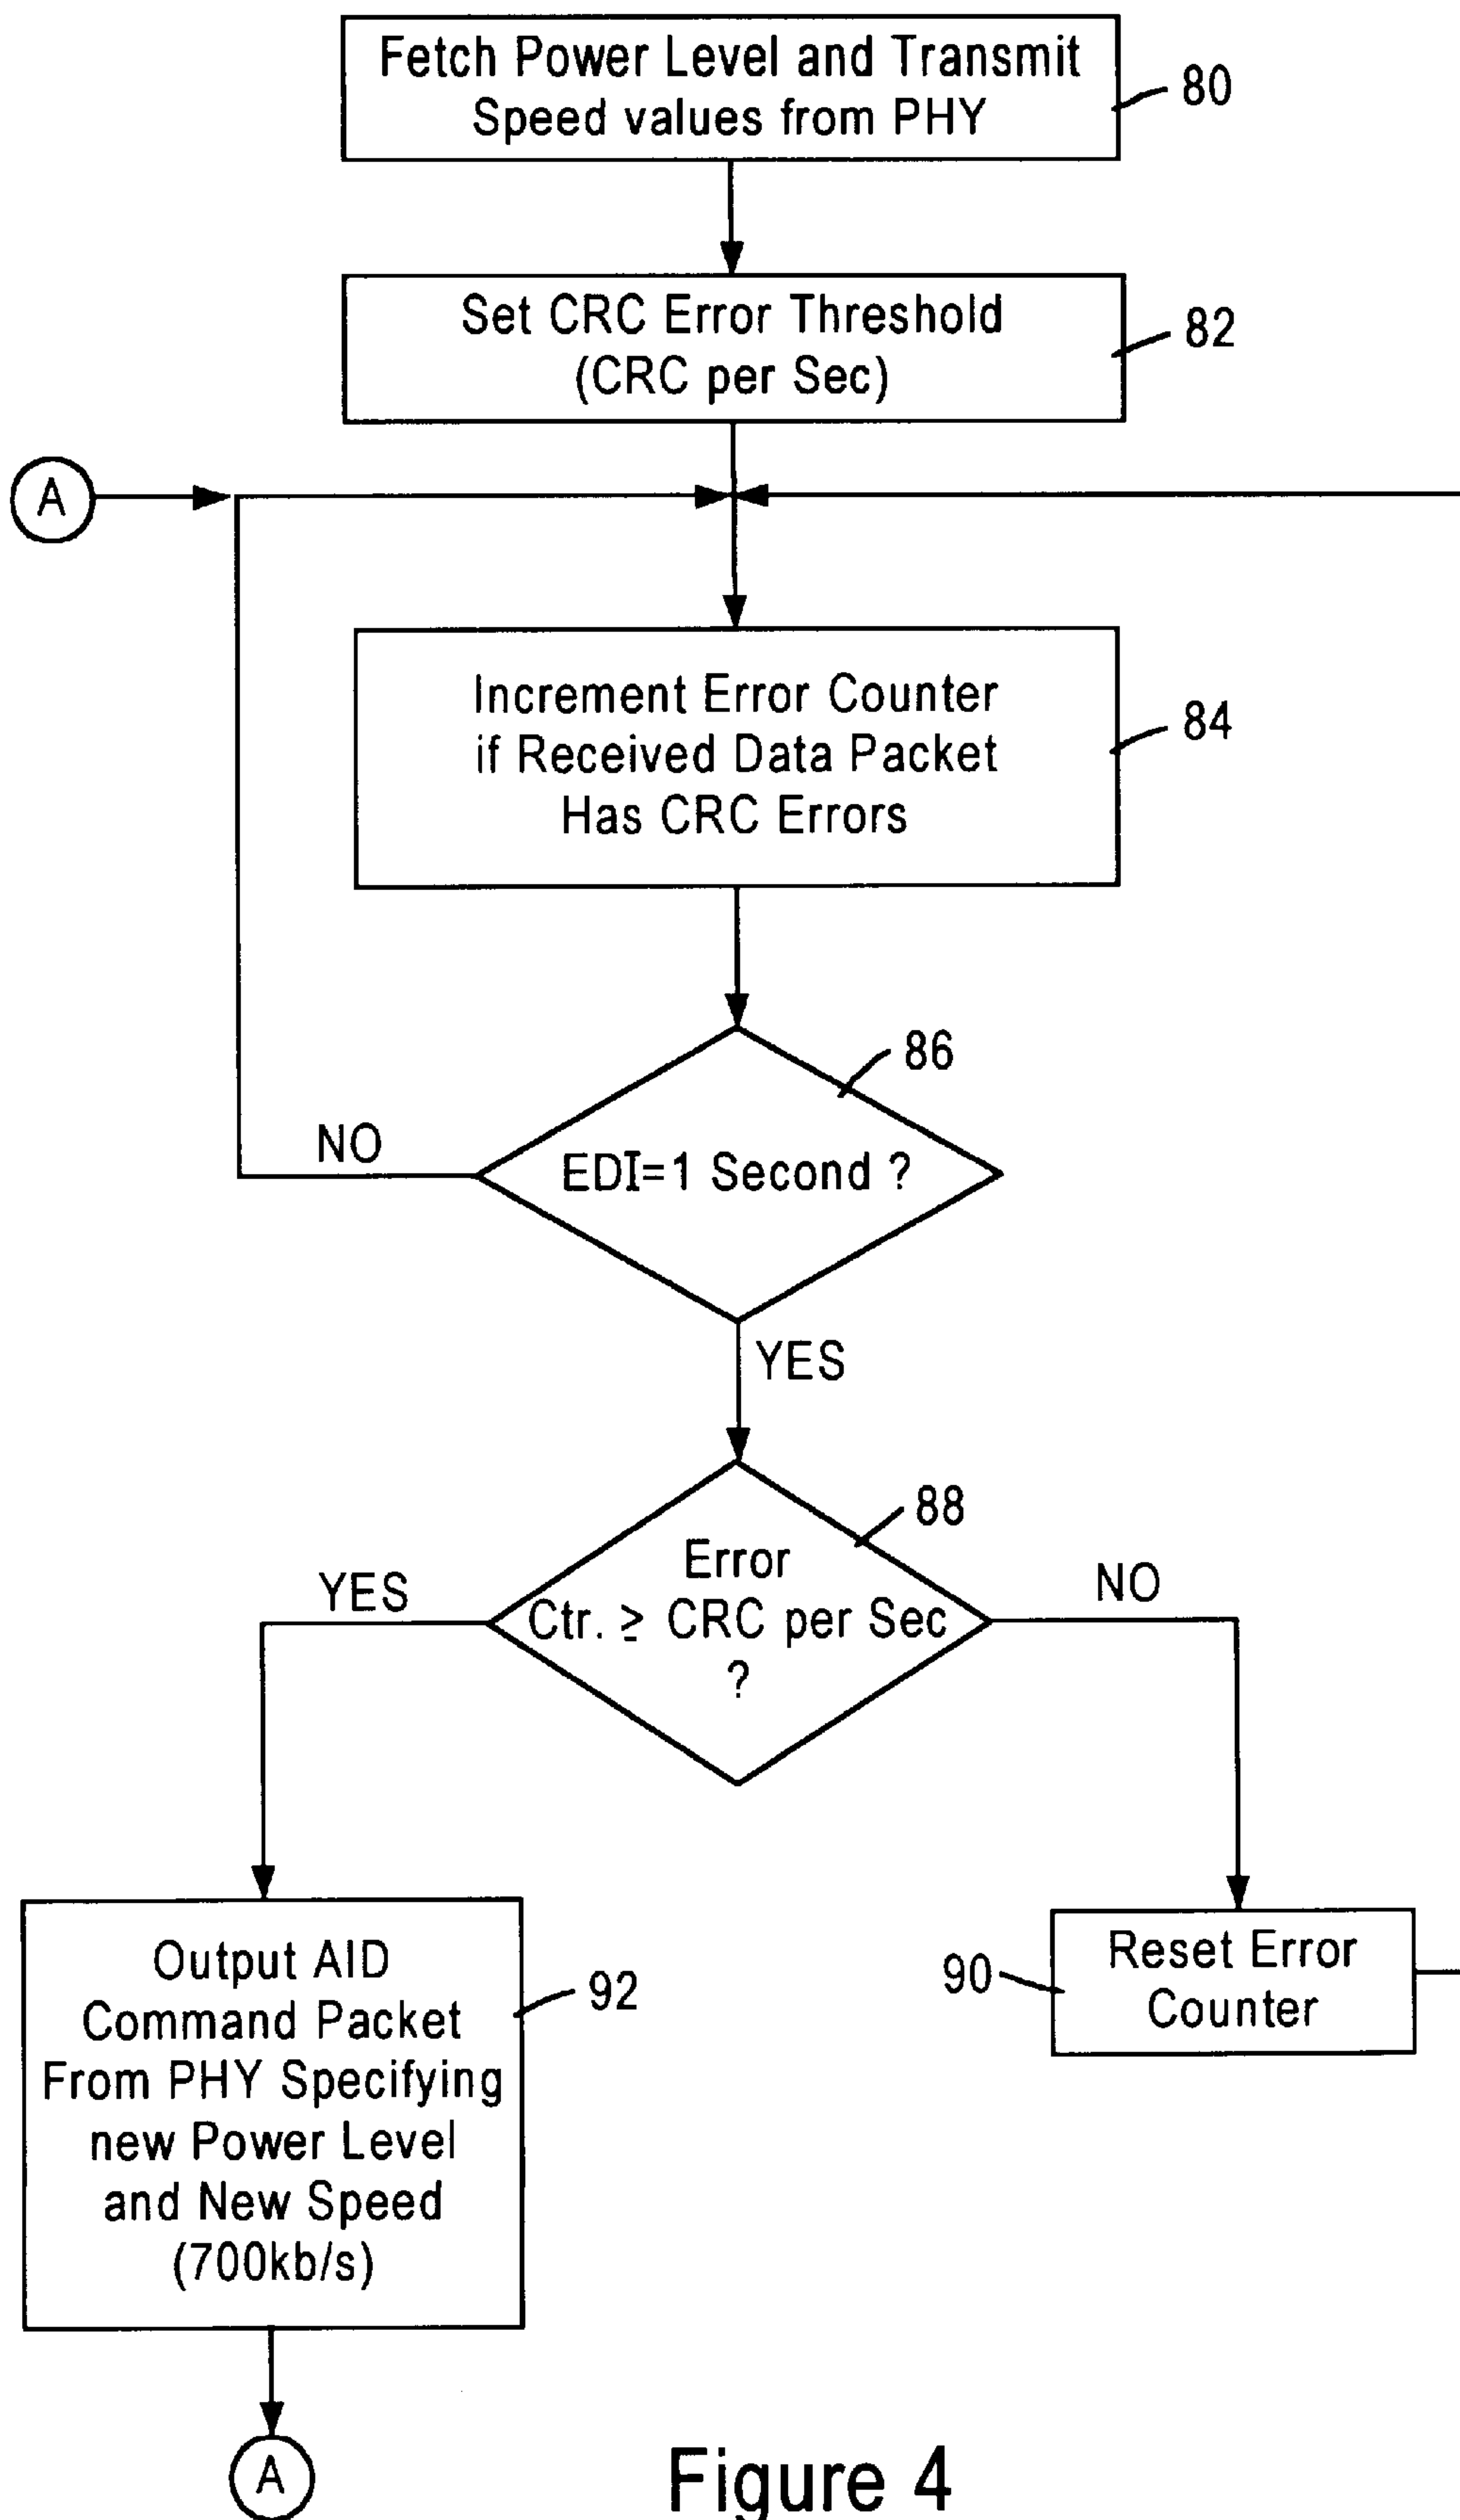 Fetch Power Level and Transmit
Speed values from PHY
80
Set CRC Error Threshold
(CRC per Sec)
82
A
Increment Error Counter
if Received Data Packet
Has CRC Errors
84
86
EDI=1 Second ?
NO
YES
88
Error
Ctr. ≥ CRC per Sec
?
YES
NO
Output AID
Command Packet
From PHY Specifying
new Power Level
and New Speed
(700kb/s)
92
90
Reset Error
Counter
A
Figure 4